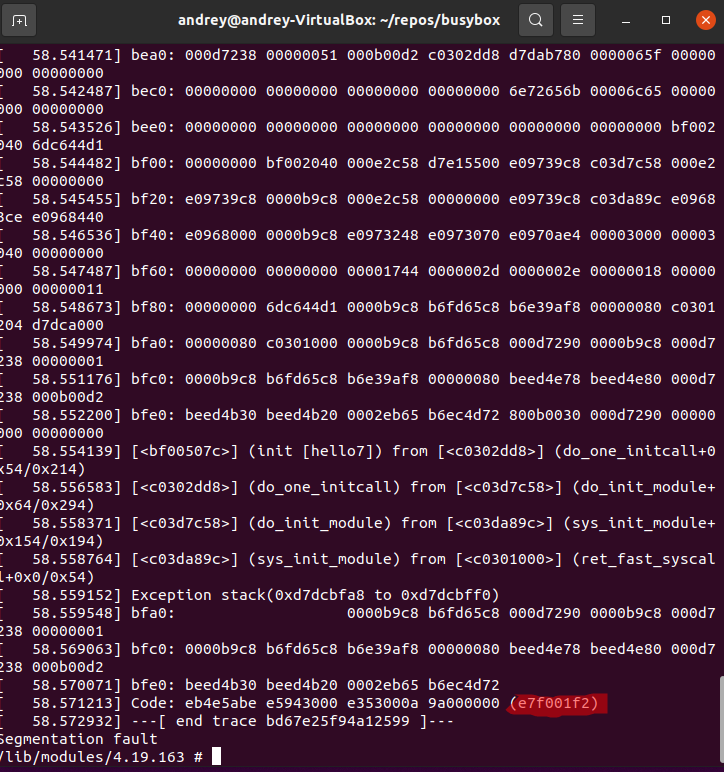 andrey@andrey-VirtualBox: ~/repos/busybox
[   58.541471] bea0: 000d7238 00000051 000b00d2 c0302dd8 d7dab780 0000065f 00000
000 00000000
[   58.542487] bec0: 00000000 00000000 00000000 00000000 6e72656b 00006c65 00000
000 00000000
[   58.543526] bee0: 00000000 00000000 00000000 00000000 00000000 00000000 bf002
040 6dc644d1
[   58.544482] bf00: 00000000 bf002040 000e2c58 d7e15500 e09739c8 c03d7c58 000e2
c58 00000000
[   58.545455] bf20: e09739c8 0000b9c8 000e2c58 00000000 e09739c8 c03da89c e0968
3ce e0968440
[   58.546536] bf40: e0968000 0000b9c8 e0973248 e0973070 e0970ae4 00003000 00003
040 00000000
[   58.547487] bf60: 00000000 00000000 00001744 0000002d 0000002e 00000018 00000
000 00000011
[   58.548673] bf80: 00000000 6dc644d1 0000b9c8 b6fd65c8 b6e39af8 00000080 c0301
204 d7dca000
[   58.549974] bfa0: 00000080 c0301000 0000b9c8 b6fd65c8 000d7290 0000b9c8 000d7
238 00000001
[   58.551176] bfc0: 0000b9c8 b6fd65c8 b6e39af8 00000080 beed4e78 beed4e80 000d7
238 000b00d2
[   58.552200] bfe0: beed4b30 beed4b20 0002eb65 b6ec4d72 800b0030 000d7290 00000
000 00000000
[   58.554139] [<bf00507c>] (init [hello7]) from [<c0302dd8>] (do_one_initcall+0
x54/0x214)
[   58.556583] [<c0302dd8>] (do_one_initcall) from [<c03d7c58>] (do_init_module+
0x64/0x294)
[   58.558371] [<c03d7c58>] (do_init_module) from [<c03da89c>] (sys_init_module+
0x154/0x194)
[   58.558764] [<c03da89c>] (sys_init_module) from [<c0301000>] (ret_fast_syscal
l+0x0/0x54)
[   58.559152] Exception stack(0xd7dcbfa8 to 0xd7dcbff0)
[   58.559548] bfa0:                   0000b9c8 b6fd65c8 000d7290 0000b9c8 000d7
238 00000001
[   58.569063] bfc0: 0000b9c8 b6fd65c8 b6e39af8 00000080 beed4e78 beed4e80 000d7
238 000b00d2
[   58.570071] bfe0: beed4b30 beed4b20 0002eb65 b6ec4d72
[   58.571213] Code: eb4e5abe e5943000 e353000a 9a000000 (e7f001f2)
[   58.572932] ---[ end trace bd67e25f94a12599 ]---
Segmentation fault
/lib/modules/4.19.163 #